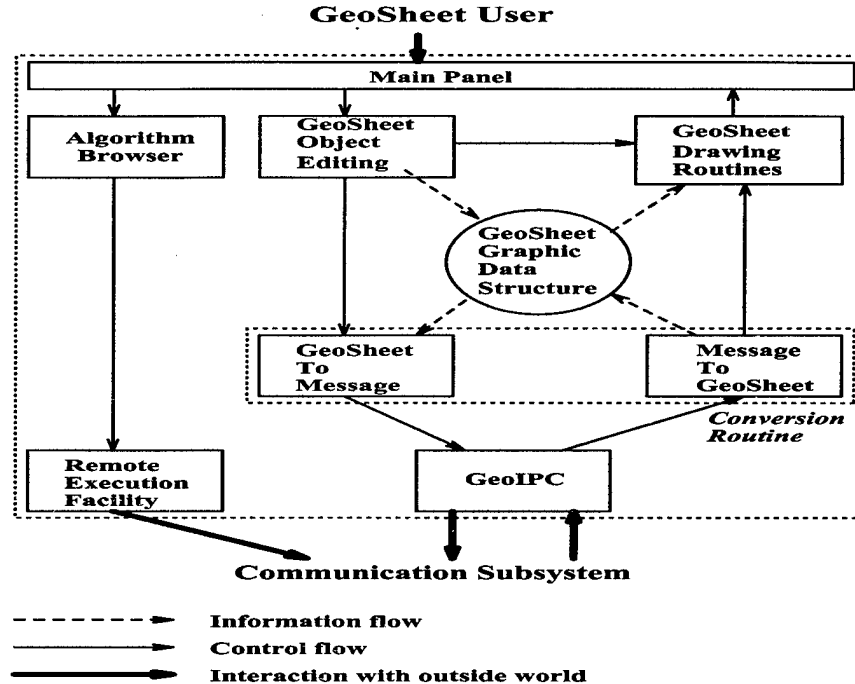 GeoSheet User
Main Panel
Algorithm
Browser
GeoSheet
Object
Editing
GeoSheet
Drawing
Routines
GeoSheet
Graphic
Data
Structure
GeoSheet
To
Message
Message
To
GeoSheet
Conversion
Routine
Remote
Execution
Facility
GeoIPC
Communication Subsystem
Information flow
Control flow
Interaction with outside world